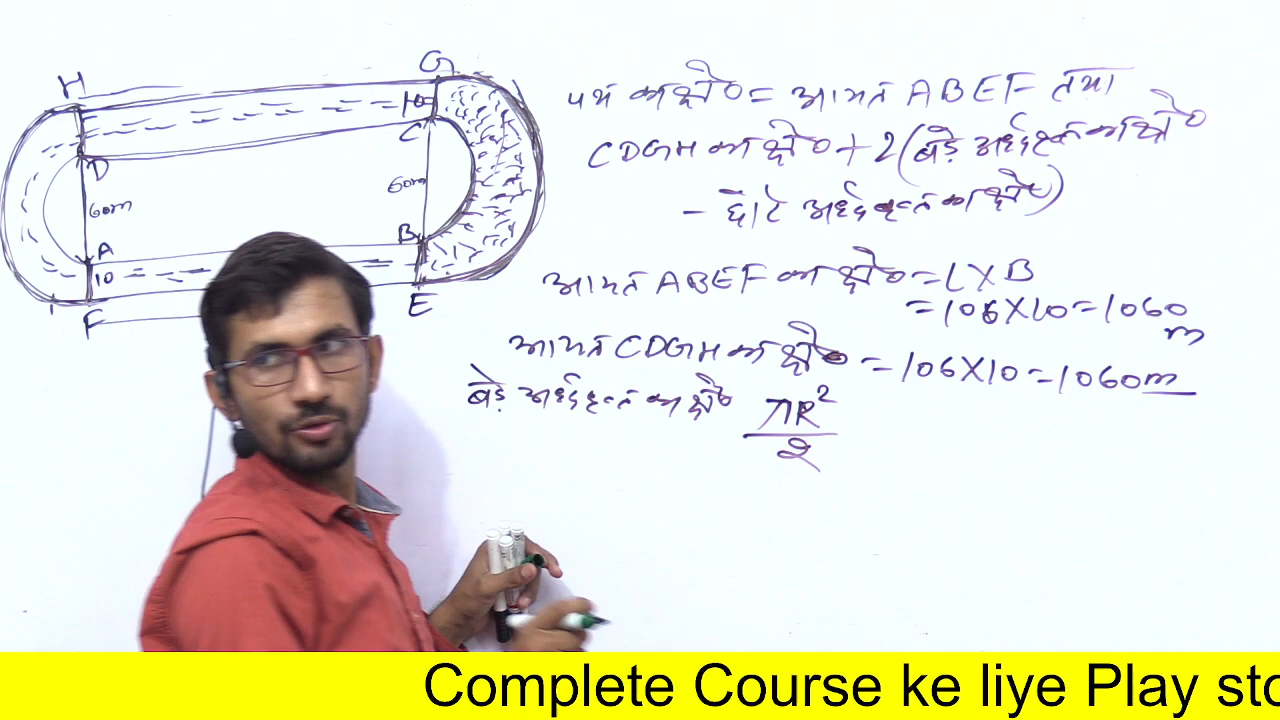 H
G
10
C
D
60m
60m
A
B
10
E
F
पथ का क्षे० = आयत ABEF तथा
CDGH का क्षे० + 2(बड़े अर्धवृत्त का क्षे०
- छोटे अर्धवृत्त का क्षे०)
आयत ABEF का क्षे० = L X B
= 106 X 10 = 1060
m
आयत CDGH का क्षे० = 106 X 10 = 1060m
बड़े अर्धवृत्त का क्षे० πR²
2
Complete Course ke liye Play sto